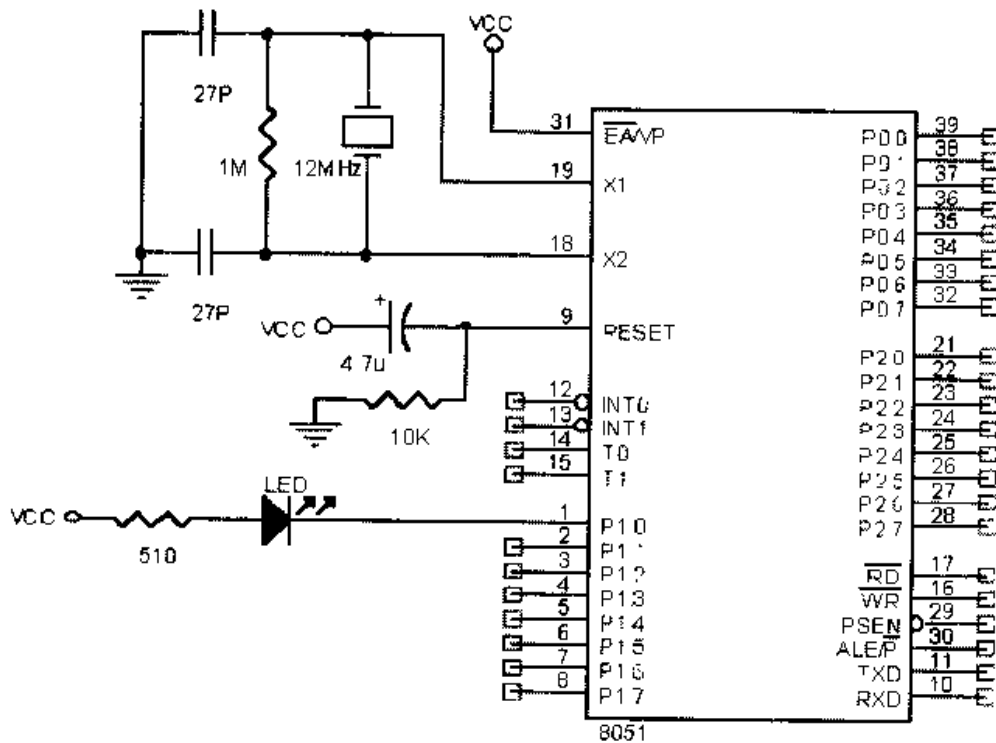 VCC
27P
1M
12MHz
27P
VCC
+
4.7u
10K
LED
VCC
510
31 EA/VP
19 X1
18 X2
9 RESET
12 INT0
13 INT1
14 T0
15 T1
1 P10
2 P11
3 P12
4 P13
5 P14
6 P15
7 P16
8 P17
P00 39
P01 38
P02 37
P03 36
P04 35
P05 34
P06 33
P07 32
P20 21
P21 22
P22 23
P23 24
P24 25
P25 26
P26 27
P27 28
RD 17
WR 16
PSEN 29
ALE/P 30
TXD 11
RXD 10
8051